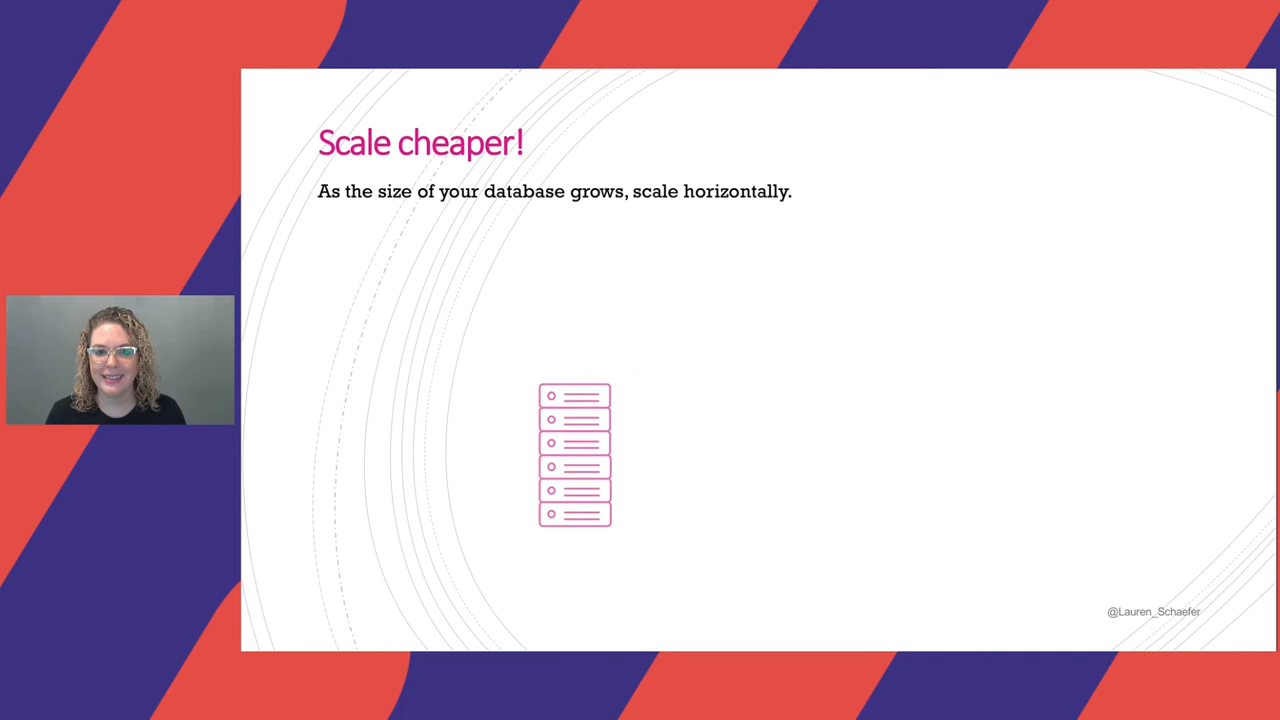 Scale cheaper!
As the size of your database grows, scale horizontally.
@Lauren_Schaefer